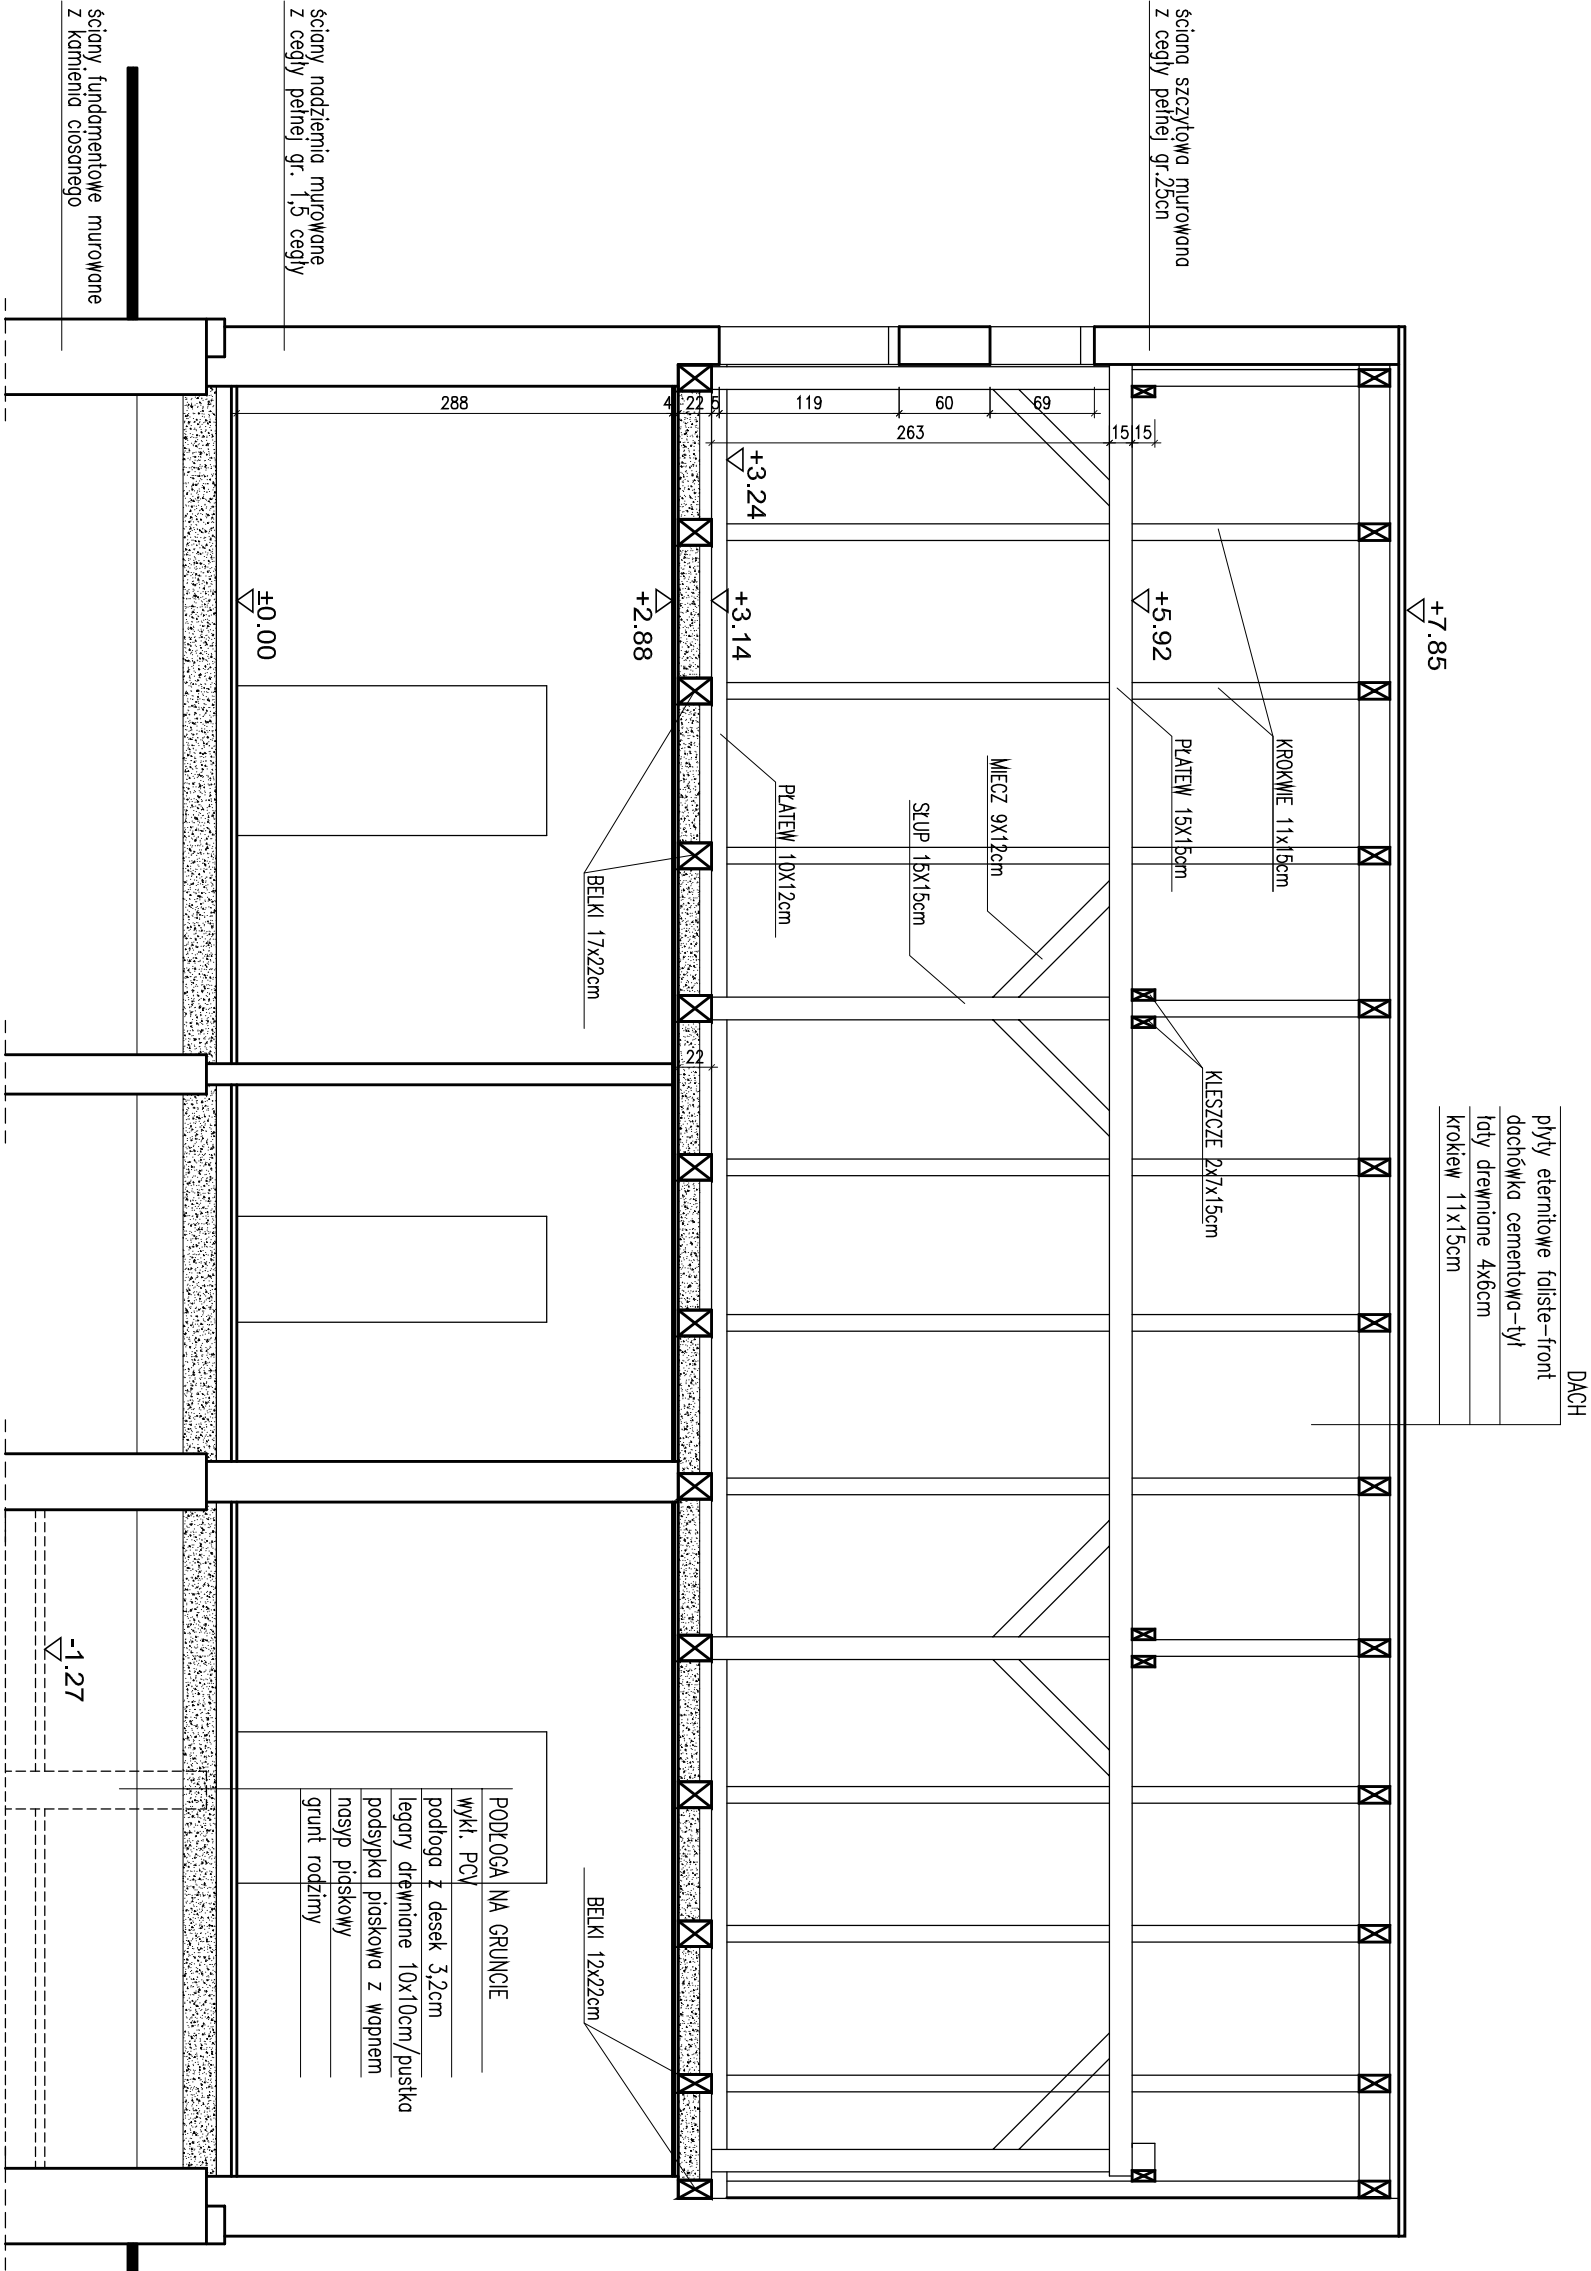 DACH
płyty eternitowe faliste-front
dachówka cementowa-tył
łaty drewniane 4x6cm
krokiew 11x15cm
+7.85
ściana szczytowa murowana
z cegły pełnej gr.25cn
KROKWIE 11x15cm
KLESZCZE 2x7x15cm
+5.92
PŁATEW 15X15cm
15
15
263
69
60
119
5
22
4
288
MIECZ 9X12cm
SŁUP 15X15cm
PŁATEW 10X12cm
+3.24
+3.14
+2.88
22
BELKI 17x22cm
BELKI 12x22cm
PODŁOGA NA GRUNCIE
wykł. PCV
podłoga z desek 3,2cm
legary drewniane 10x10cm/pustka
podsypka piaskowa z wapnem
nasyp piaskowy
grunt rodzimy
ściany nadziemia murowane
z cegły pełnej gr. 1,5 cegły
±0.00
ściany fundamentowe murowane
z kamienia ciosanego
-1.27